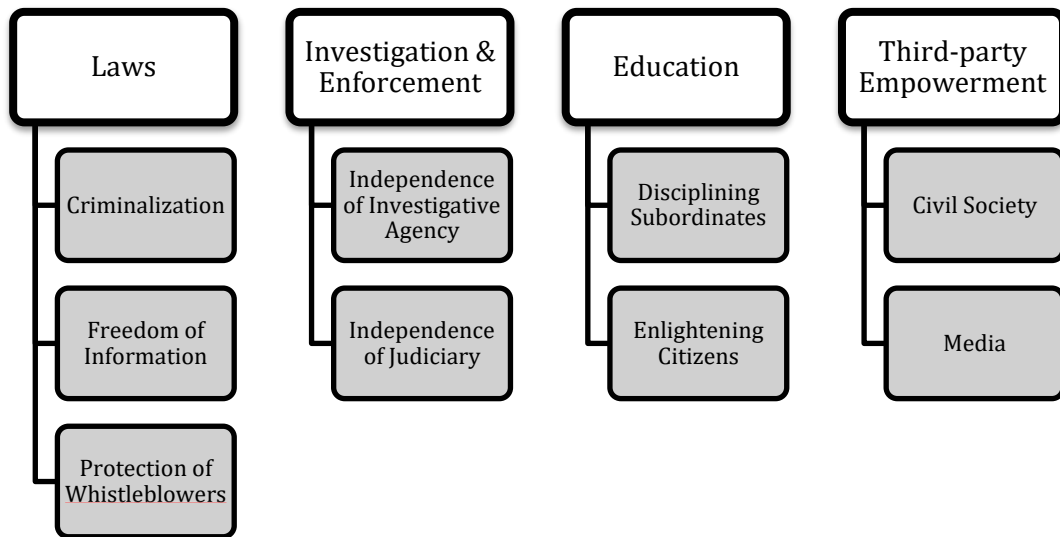 Laws
Criminalization
Freedom of
Information
Protection of
Whistleblowers
Investigation &
Enforcement
Independence
of Investigative
Agency
Independence
of Judiciary
Education
Disciplining
Subordinates
Enlightening
Citizens
Third-party
Empowerment
Civil Society
Media